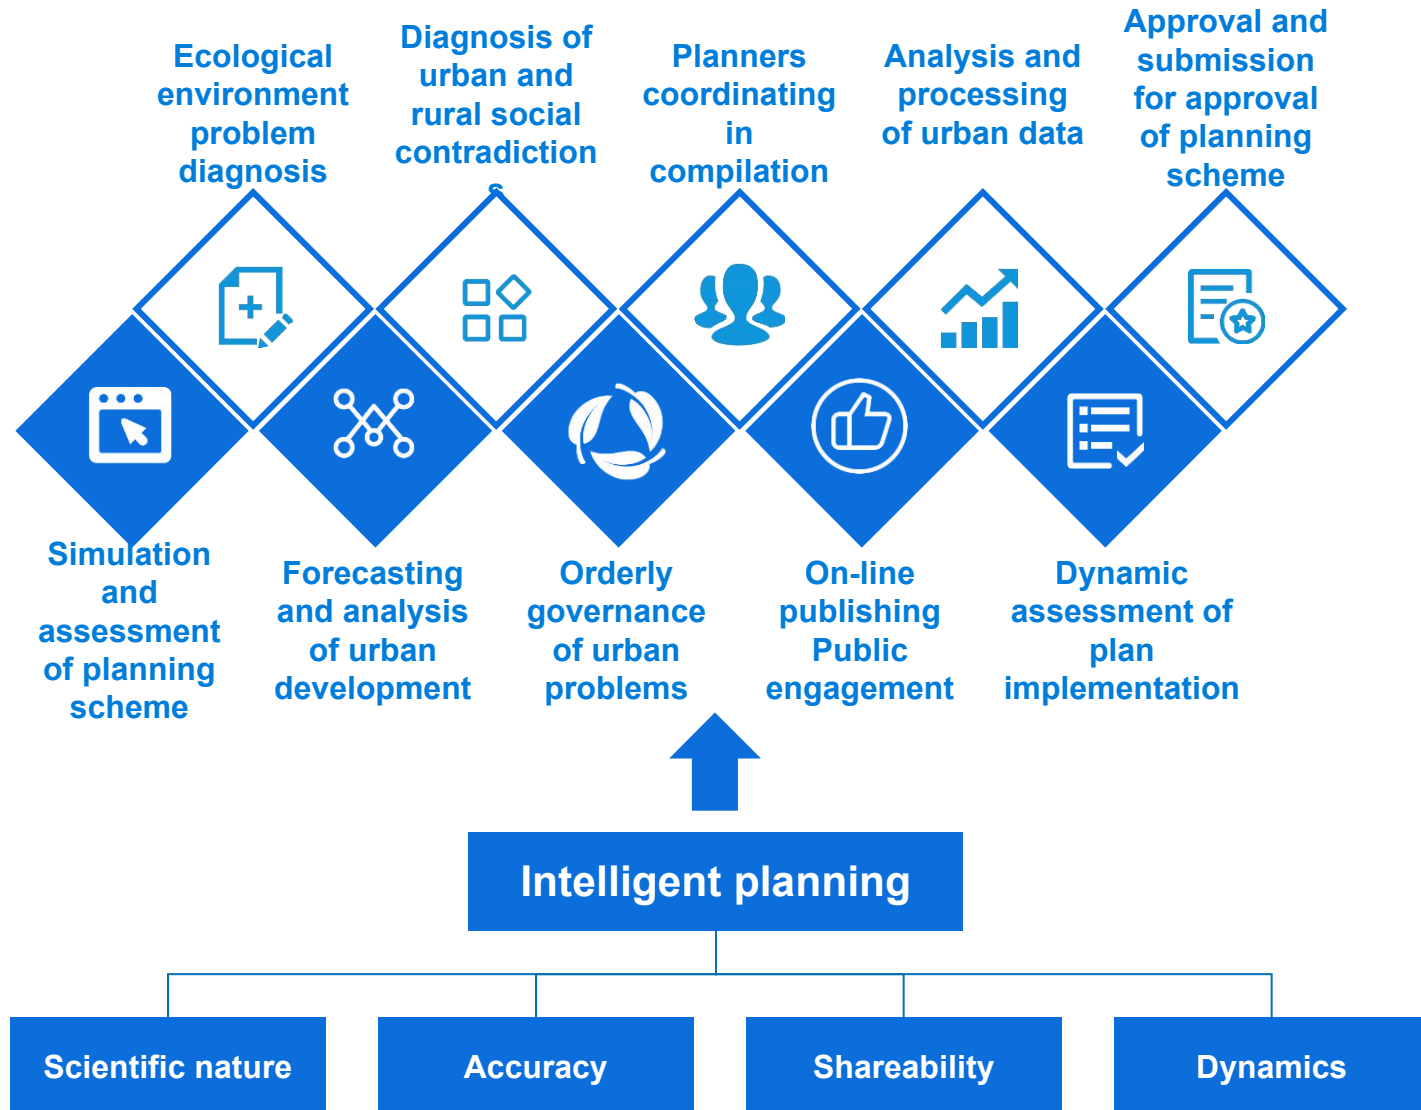 Ecological
environment
problem
diagnosis
Diagnosis of
urban and
rural social
contradiction
s
Planners
coordinating
in
compilation
Analysis and
processing
of urban data
Approval and
submission
for approval
of planning
scheme
Simulation
and
assessment
of planning
scheme
Forecasting
and analysis
of urban
development
Orderly
governance
of urban
problems
On-line
publishing
Public
engagement
Dynamic
assessment of
plan
implementation
Intelligent planning
Scientific nature
Accuracy
Shareability
Dynamics